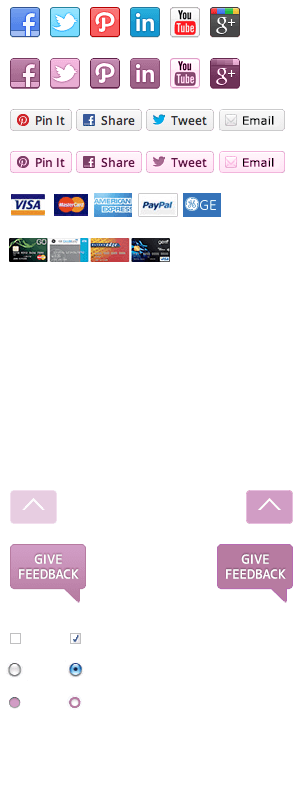 f P in You Tube g+
f P in You Tube g+
Pin It Share Tweet Email
Pin It Share Tweet Email
VISA MasterCard AMERICAN EXPRESS PayPal GE
GO
GIVE FEEDBACK GIVE FEEDBACK